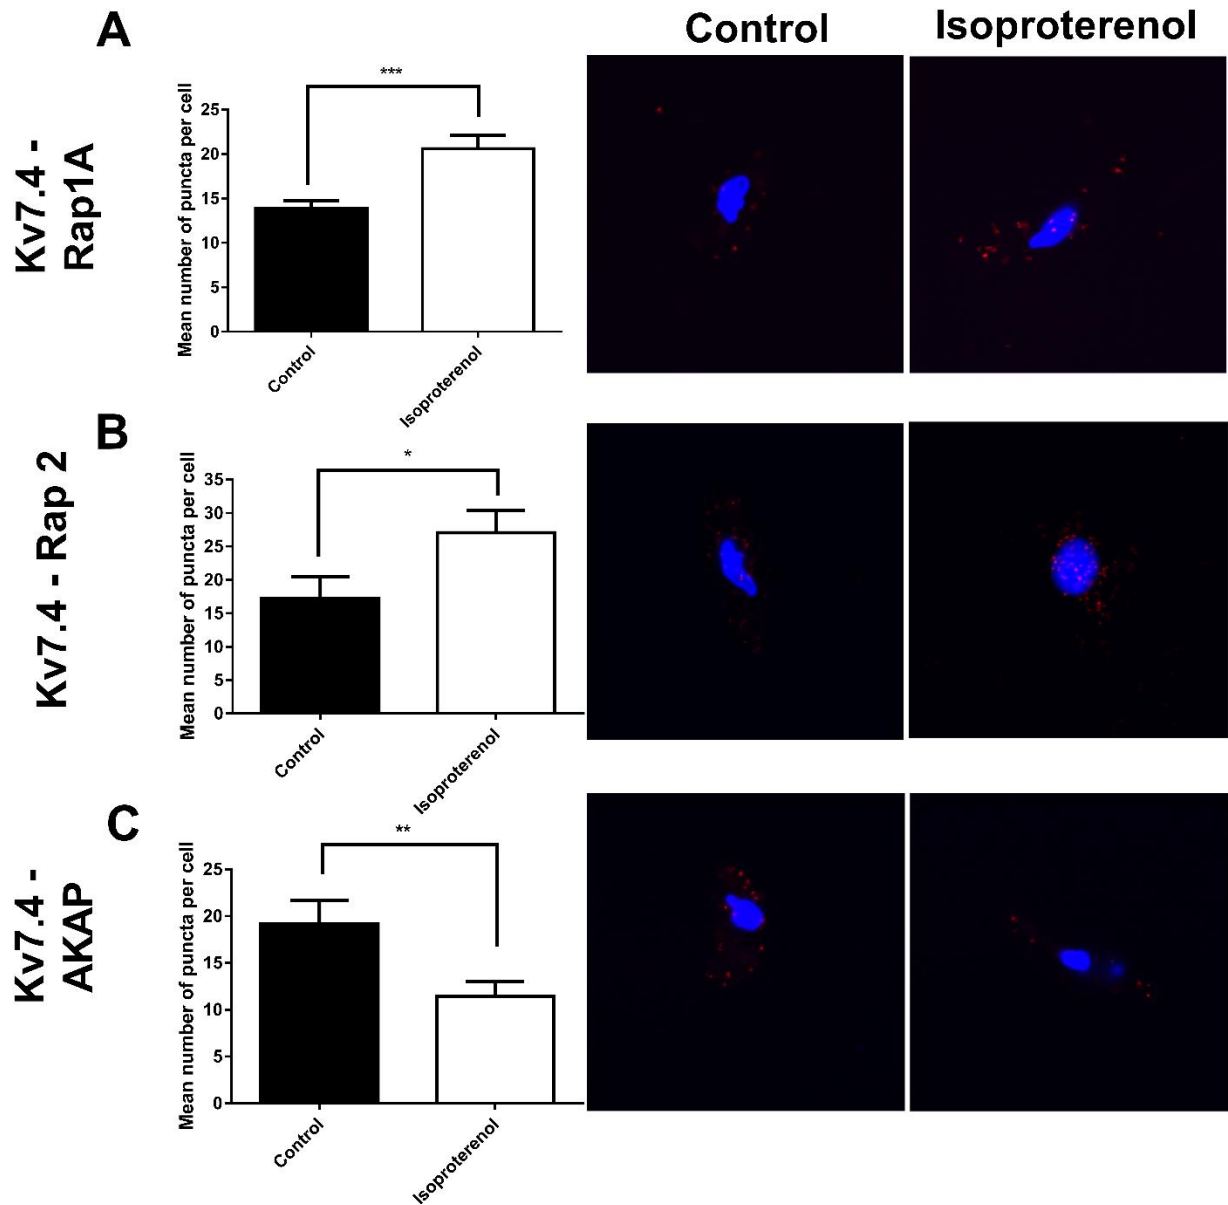 A
Control
Isoproterenol
Kv7.4 -
Rap1A
***
Mean number of puncta per cell
25
20
15
10
5
0
Control
Isoproterenol
B
Kv7.4 - Rap 2
*
Mean number of puncta per cell
35
30
25
20
15
10
5
0
Control
Isoproterenol
C
Kv7.4 -
AKAP
**
Mean number of puncta per cell
25
20
15
10
5
0
Control
Isoproterenol